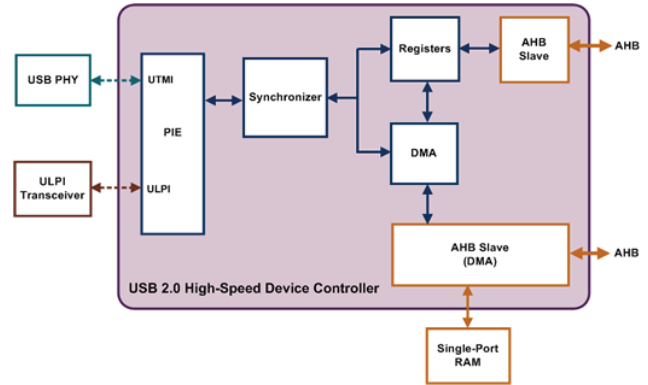 Registers
AHB
Slave
AHB
USB PHY
UTMI
Synchronizer
PIE
DMA
ULPI
Transceiver
ULPI
AHB Slave
(DMA)
AHB
USB 2.0 High-Speed Device Controller
Single-Port
RAM